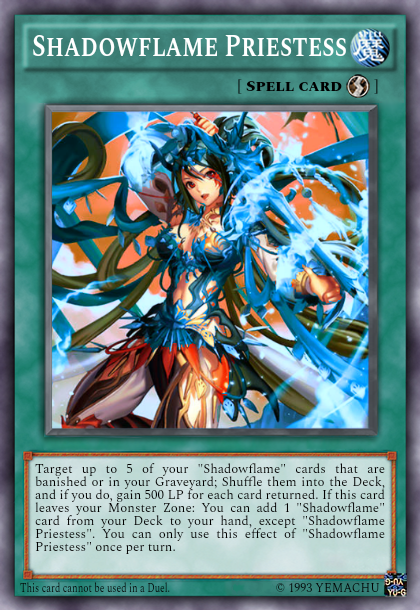 SHADOWFLAME PRIESTESS 魔
[ SPELL CARD ]
Target up to 5 of your "Shadowflame" cards that are
banished or in your Graveyard; Shuffle them into the Deck,
and if you do, gain 500 LP for each card returned. If this card
leaves your Monster Zone: You can add 1 "Shadowflame"
card from your Deck to your hand, except "Shadowflame
Priestess". You can only use this effect of "Shadowflame
Priestess" once per turn.
This card cannot be used in a Duel. © 1993 YEMACHU